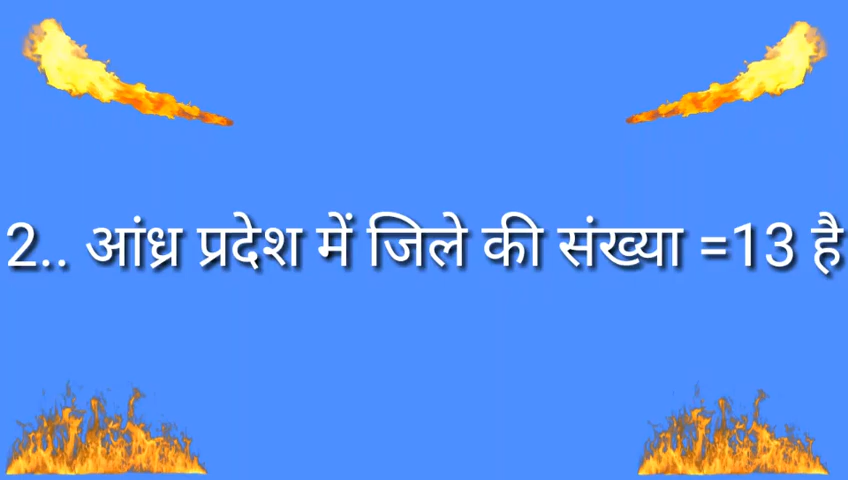 2.. आंध्र प्रदेश में जिले की संख्या =13 है